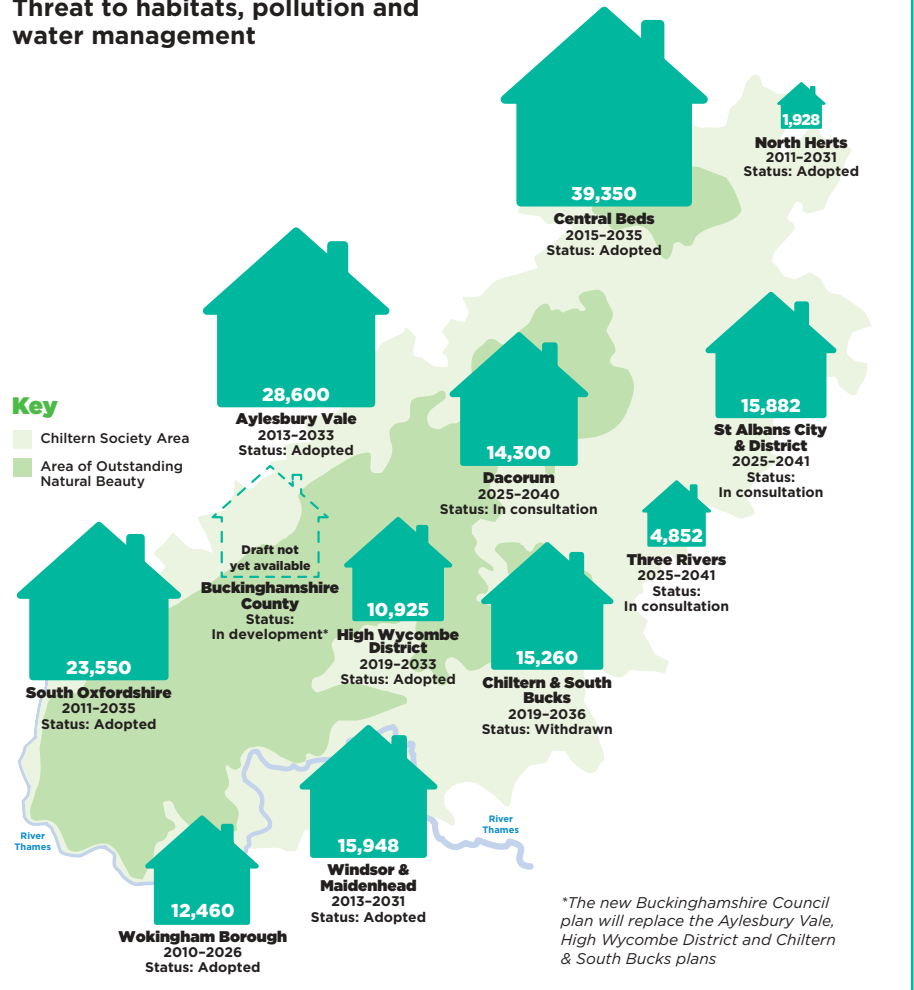 Threat to habitats, pollution and
water management
39,350
Central Beds
2015–2035
Status: Adopted
1,928
North Herts
2011–2031
Status: Adopted
28,600
Aylesbury Vale
2013–2033
Status: Adopted
15,882
St Albans City
& District
2025–2041
Status:
In consultation
14,300
Dacorum
2025–2040
Status: In consultation
Key
Chiltern Society Area
Area of Outstanding
Natural Beauty
Draft not
yet available
Buckinghamshire
County
Status:
In development*
4,852
Three Rivers
2025–2041
Status:
In consultation
10,925
High Wycombe
District
2019–2033
Status: Adopted
15,260
Chiltern & South
Bucks
2019–2036
Status: Withdrawn
23,550
South Oxfordshire
2011–2035
Status: Adopted
River
Thames
15,948
Windsor &
Maidenhead
2013–2031
Status: Adopted
River
Thames
12,460
Wokingham Borough
2010–2026
Status: Adopted
*The new Buckinghamshire Council
plan will replace the Aylesbury Vale,
High Wycombe District and Chiltern
& South Bucks plans